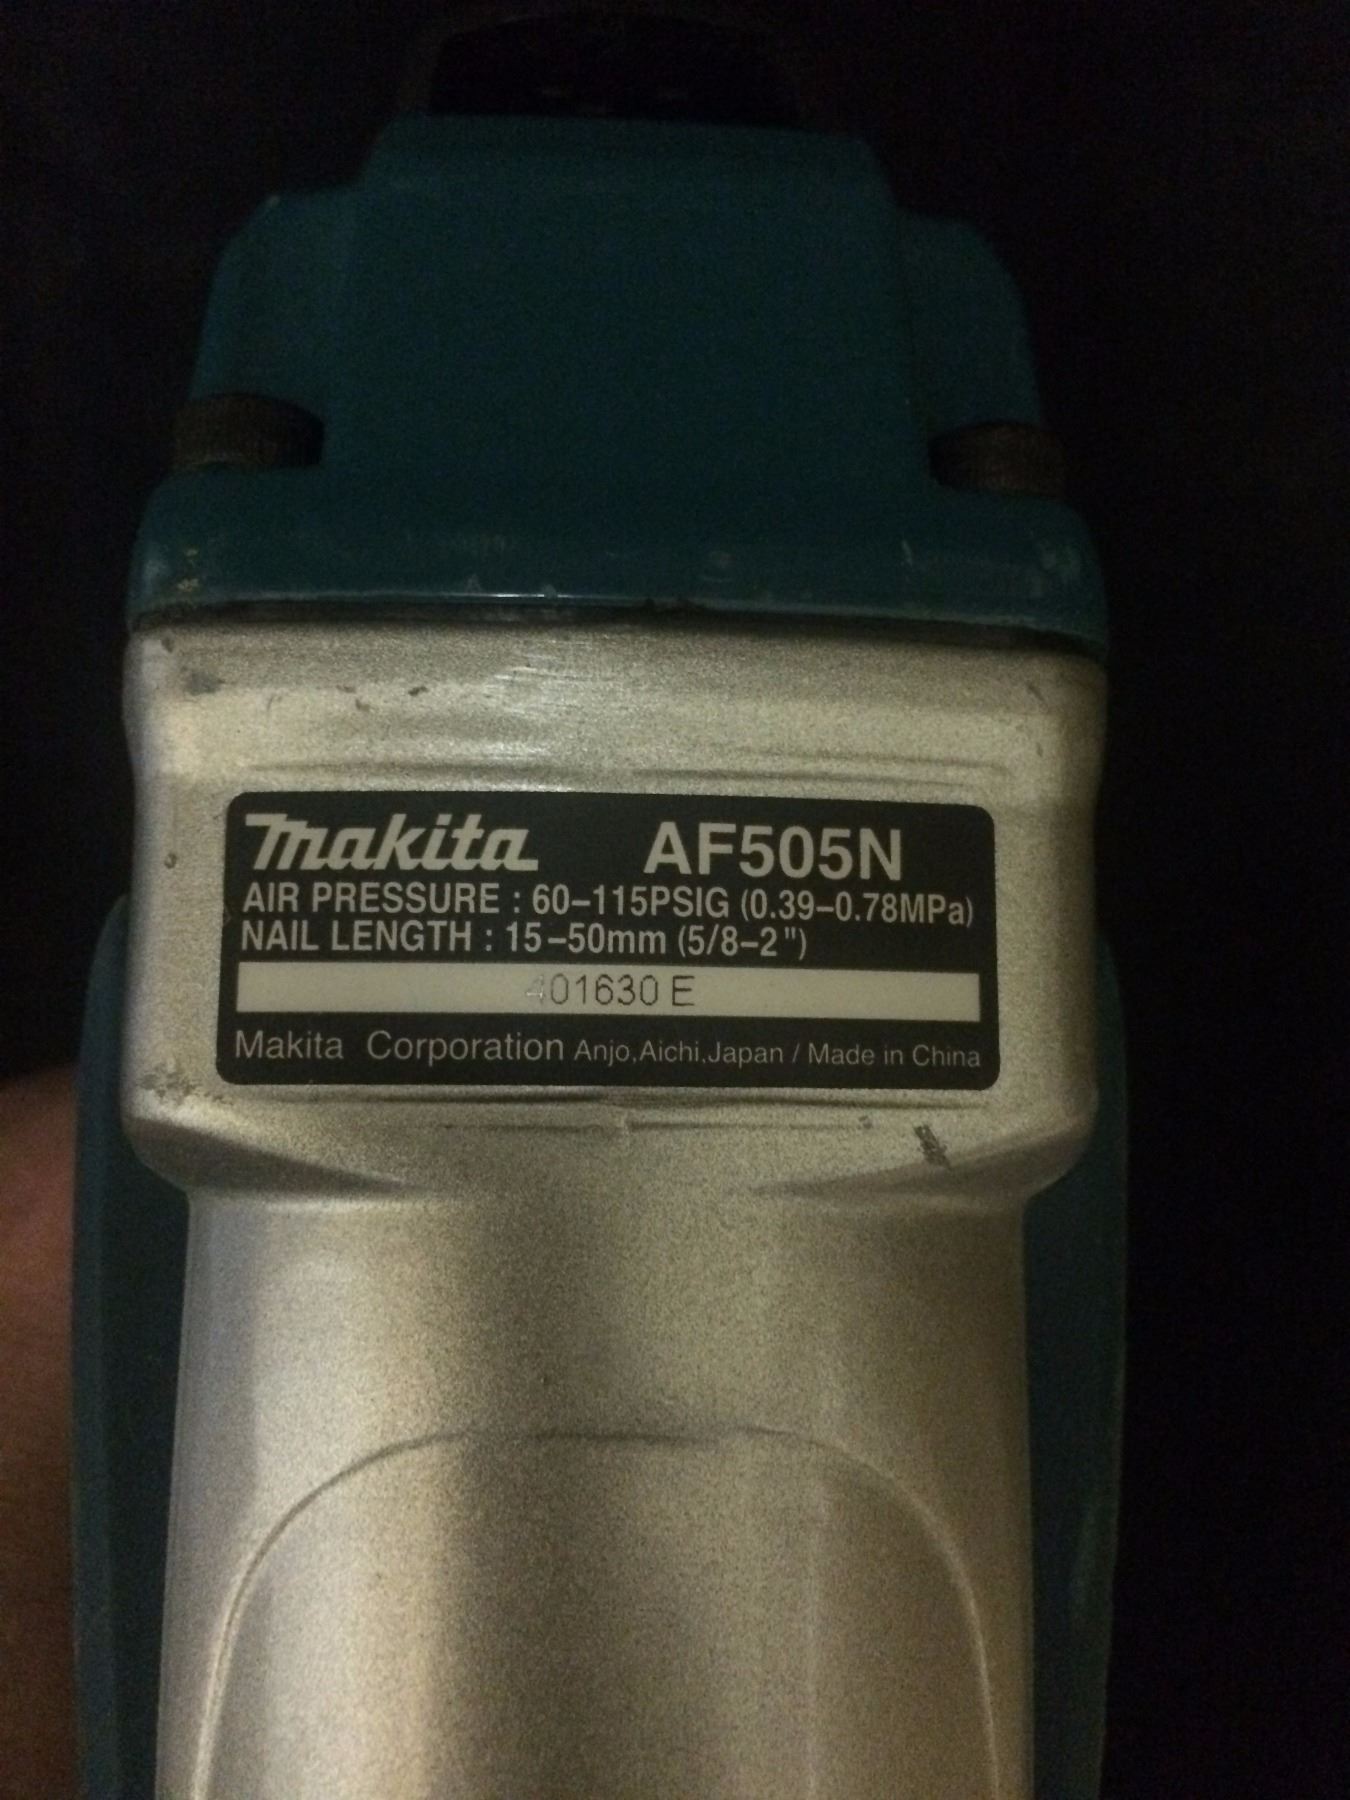 makita AF505N
AIR PRESSURE : 60–115PSIG (0.39–0.78MPa)
NAIL LENGTH : 15–50mm (5/8–2")
401630 E
Makita Corporation Anjo,Aichi,Japan / Made in China